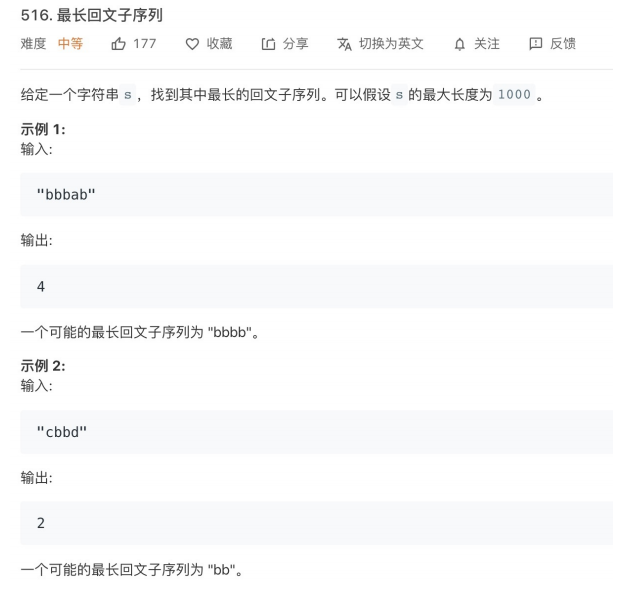 516. 最长回文子序列
难度 中等 177 收藏 分享 切换为英文 关注 反馈
给定一个字符串 s ，找到其中最长的回文子序列。可以假设 s 的最大长度为 1000 。
示例 1:
输入:
"bbbab"
输出:
4
一个可能的最长回文子序列为 "bbbb"。
示例 2:
输入:
"cbbd"
输出:
2
一个可能的最长回文子序列为 "bb"。